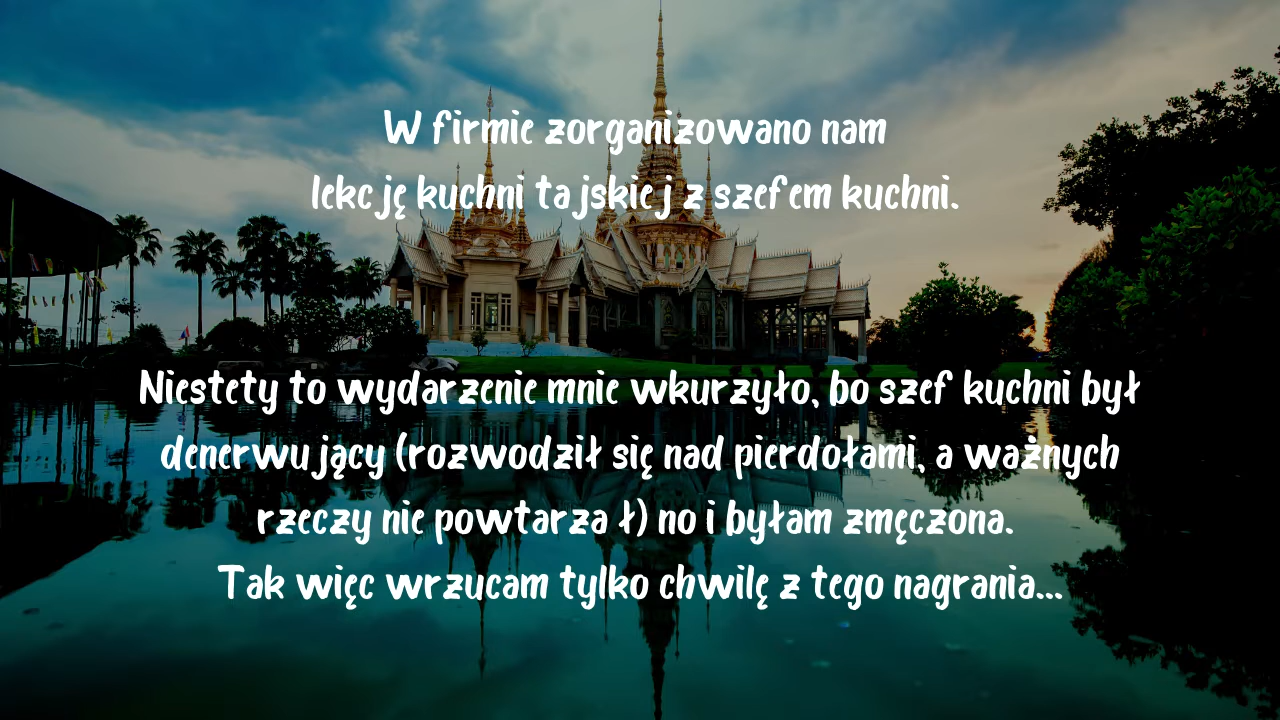 W firmie zorganizowano nam
lekcję kuchni tajskiej z szefem kuchni.
Niestety to wydarzenie mnie wkurzyło, bo szef kuchni był
denerwujący (rozwodził się nad pierdołami, a ważnych
rzeczy nie powtarzał) no i byłam zmęczona.
Tak więc wrzucam tylko chwilę z tego nagrania...